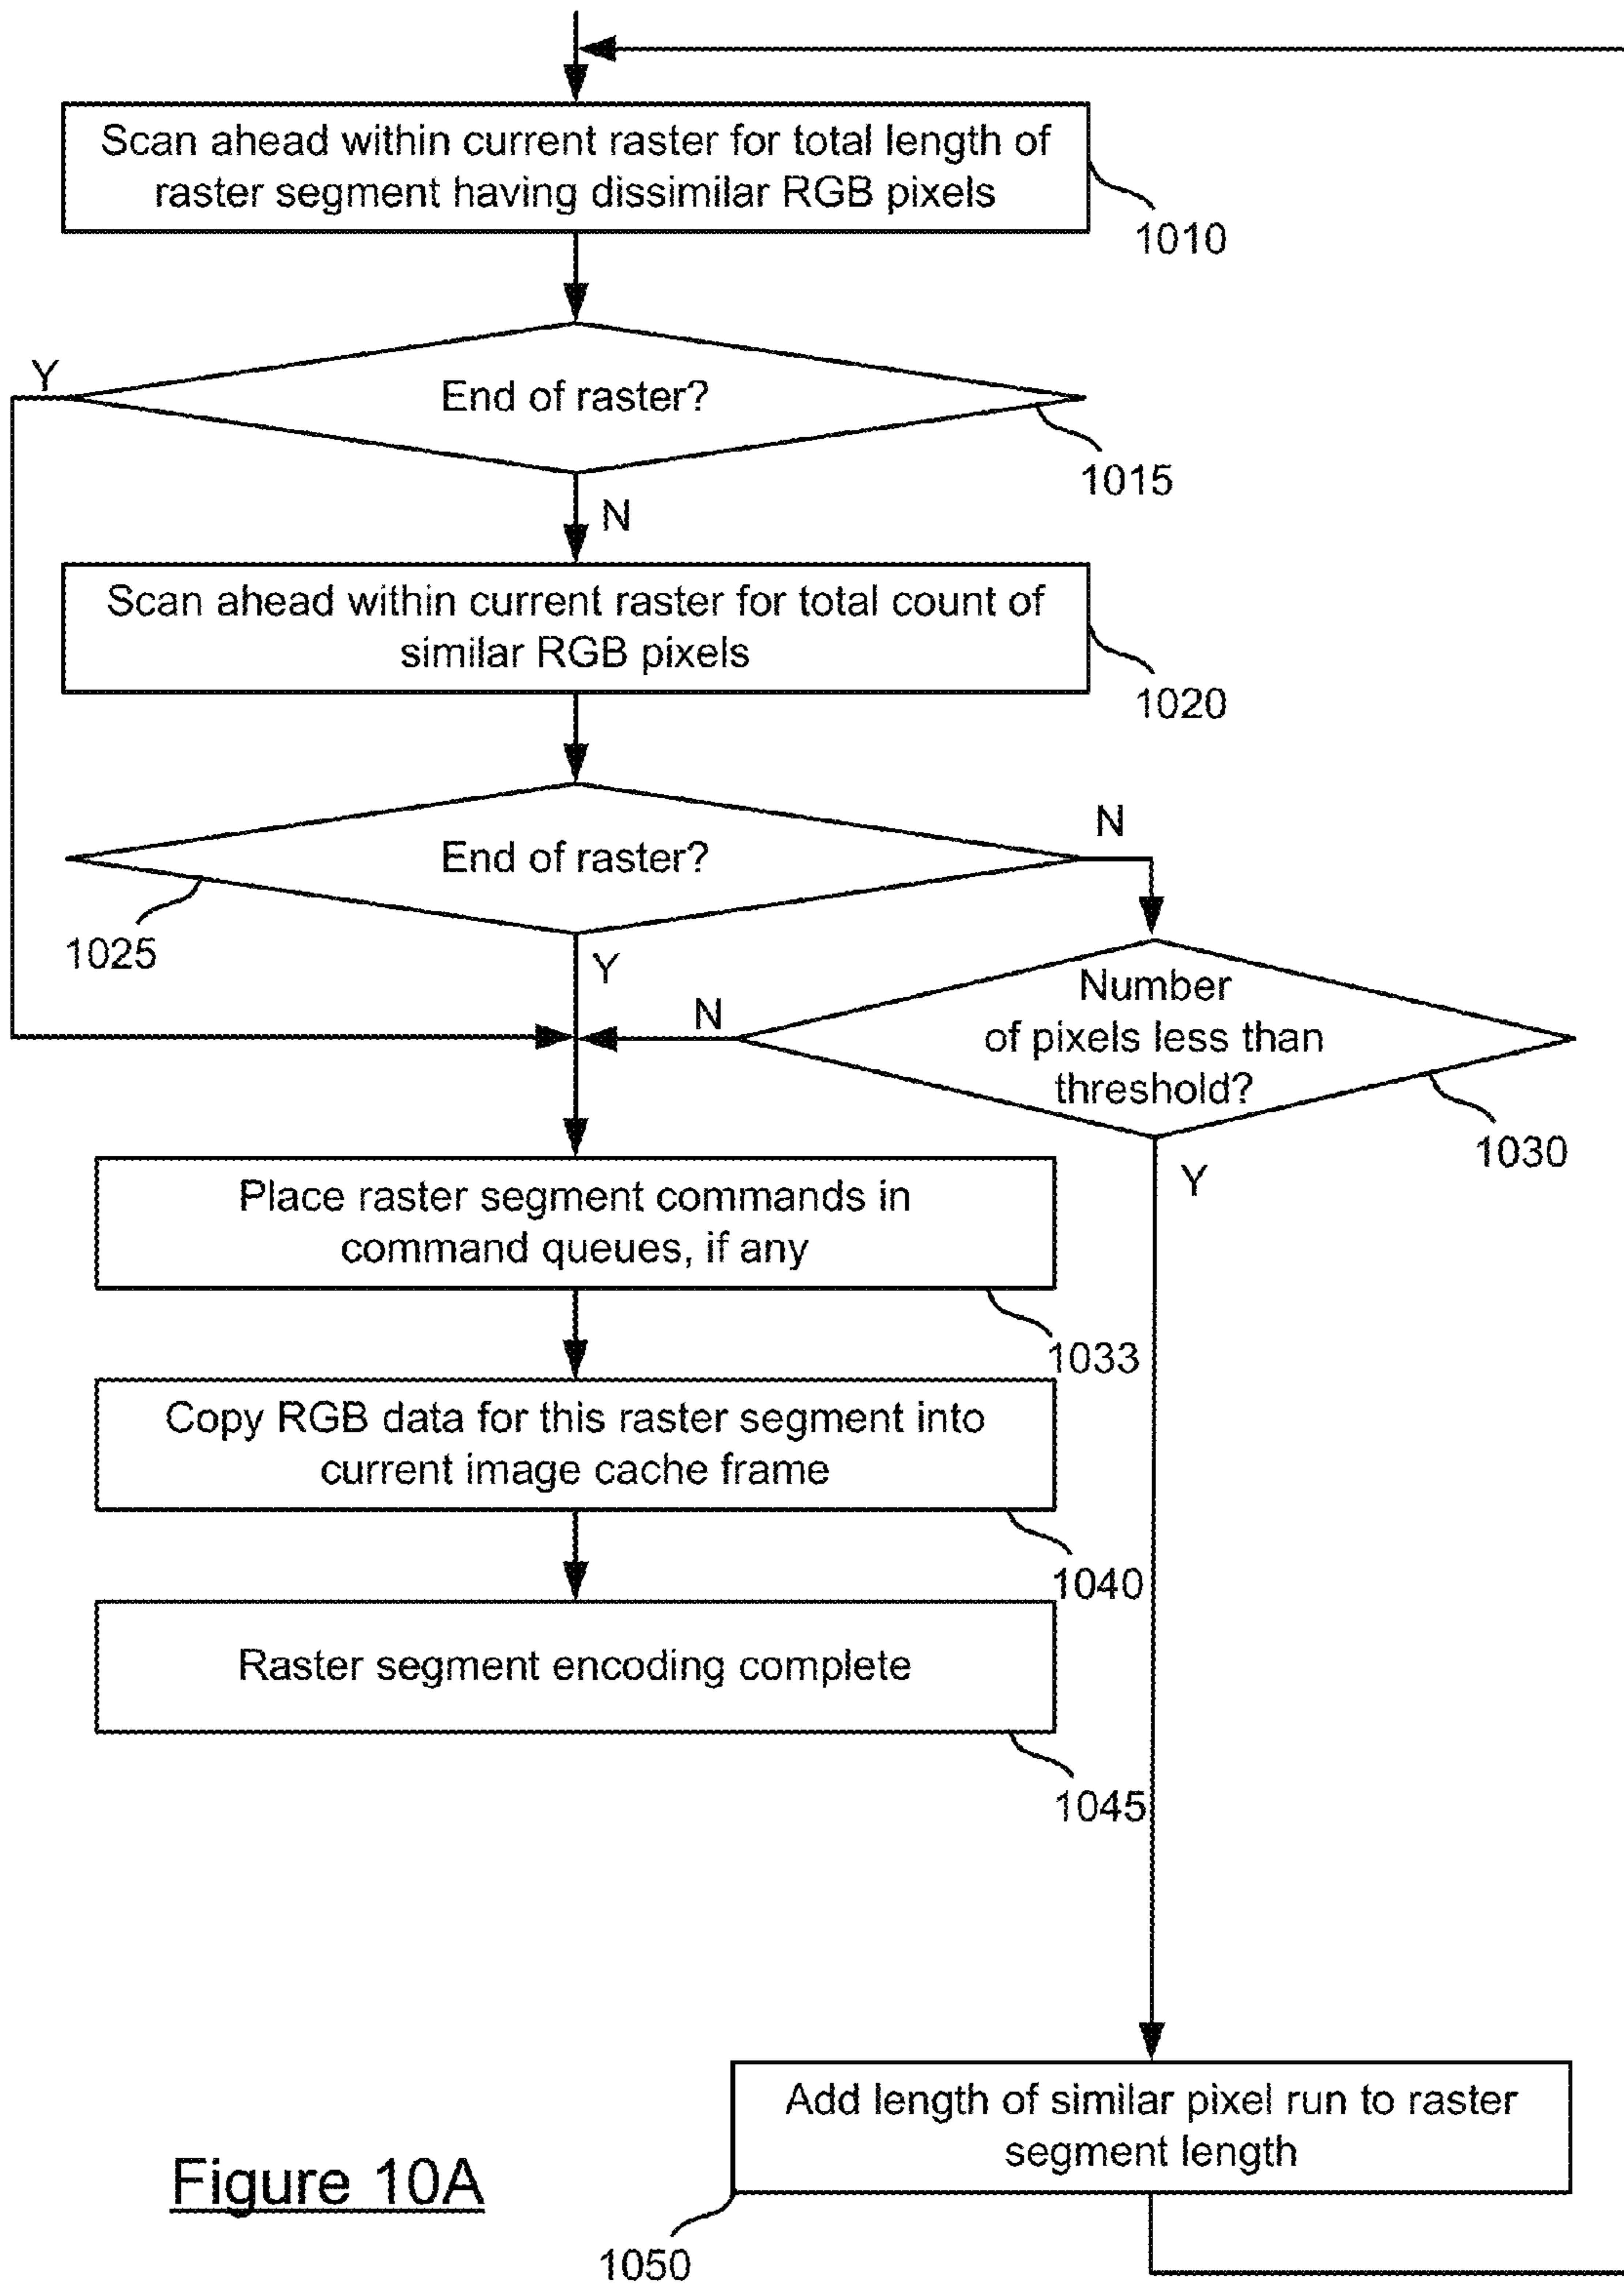 Scan ahead within current raster for total length of
raster segment having dissimilar RGB pixels
1010
Y
End of raster?
1015
N
Scan ahead within current raster for total count of
similar RGB pixels
1020
End of raster?
N
1025
Y
Number
of pixels less than
threshold?
N
1030
Y
Place raster segment commands in
command queues, if any
1033
Copy RGB data for this raster segment into
current image cache frame
1040
Raster segment encoding complete
1045
Add length of similar pixel run to raster
segment length
1050
Figure 10A